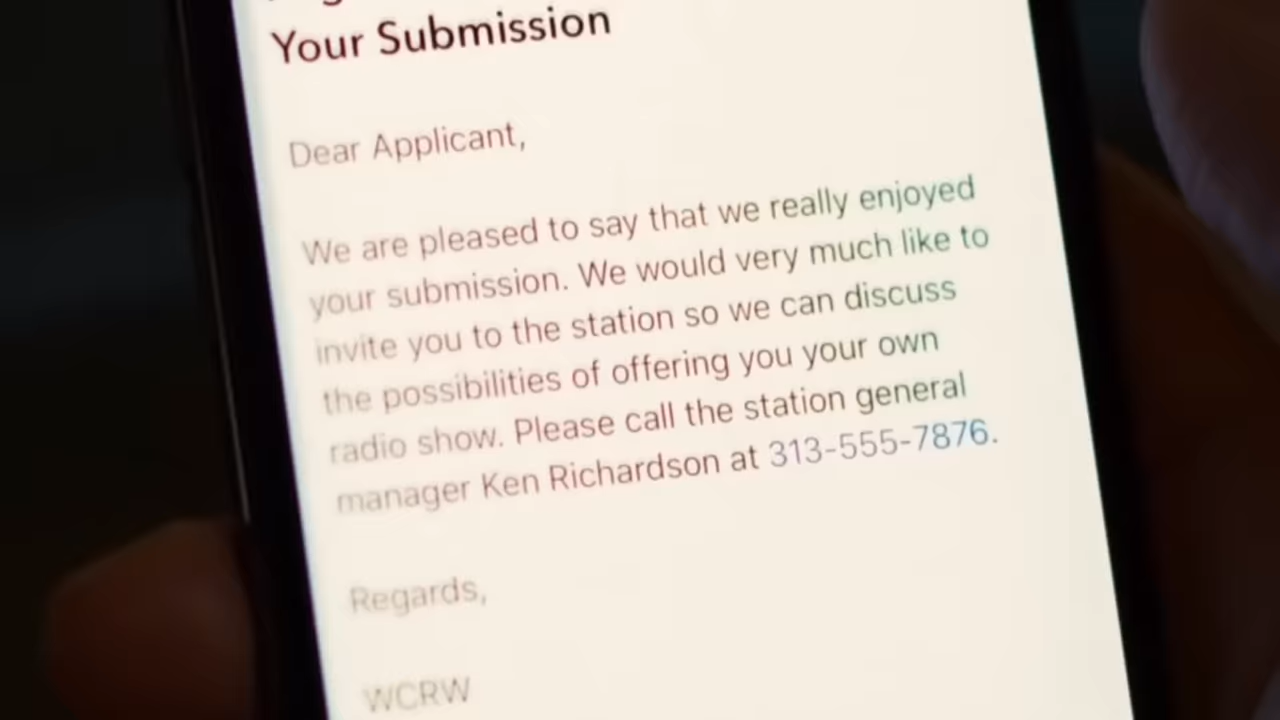 Your Submission
Dear Applicant,
We are pleased to say that we really enjoyed
your submission. We would very much like to
invite you to the station so we can discuss
the possibilities of offering you your own
radio show. Please call the station general
manager Ken Richardson at 313-555-7876.
Regards,
WCRW